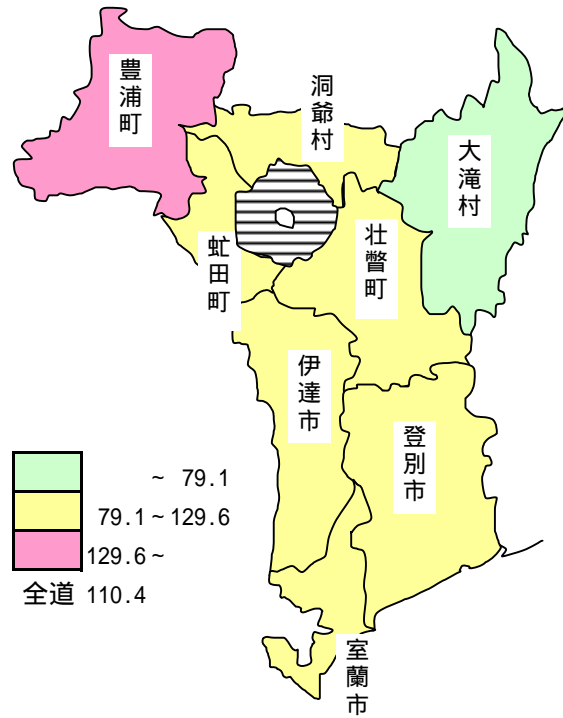 豊浦町
洞爺村
大滝村
虻田町
壮瞥町
伊達市
登別市
~ 79.1
79.1~129.6
129.6~
全道 110.4
室蘭市